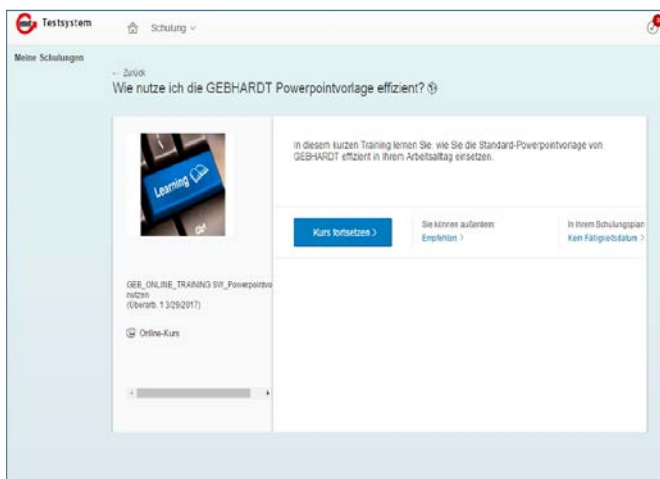 Testsystem
Schulung
Meine Schulungen
← Zurück
Wie nutze ich die GEBHARDT Powerpointvorlage effizient?
Learning
In diesem kurzen Training lernen Sie, wie Sie die Standard-Powerpointvorlage von
GEBHARDT effizient in Ihrem Arbeitsalltag einsetzen.
Kurs fortsetzen >
Sie können außerdem
Empfehlen >
In Ihrem Schulungsplan
Kein Fälligkeitsdatum >
GEB_ONLINE_TRAINING SW_Powerpointvo
nutzen
(Überarb. 1 3/29/2017)
Online-Kurs